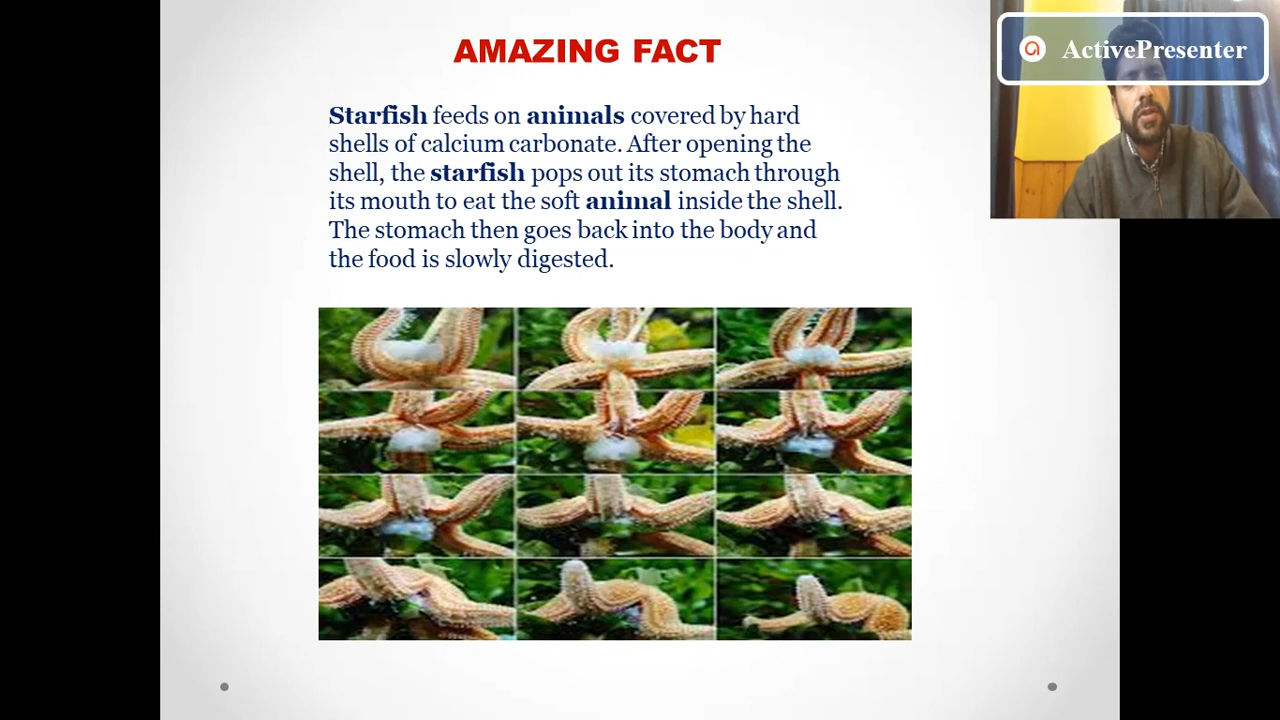 AMAZING FACT
ActivePresenter
Starfish feeds on animals covered by hard
shells of calcium carbonate. After opening the
shell, the starfish pops out its stomach through
its mouth to eat the soft animal inside the shell.
The stomach then goes back into the body and
the food is slowly digested.